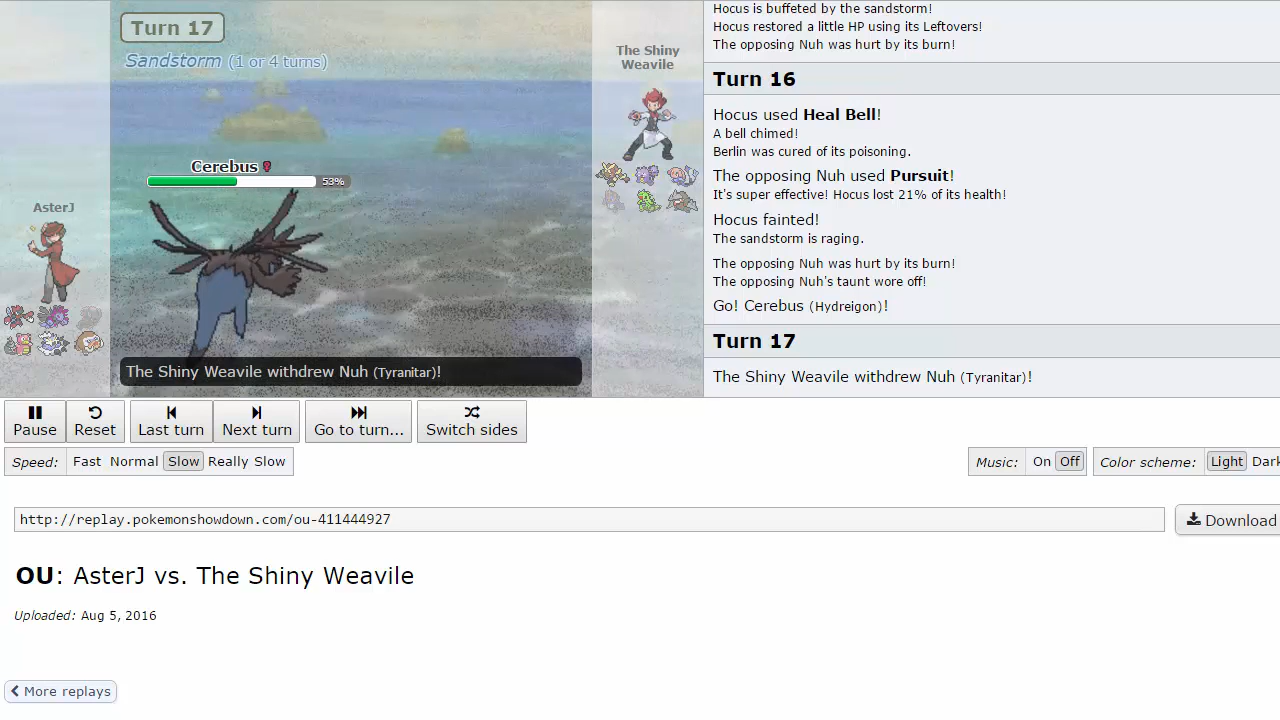 Turn 17
Sandstorm (1 or 4 turns)
Cerebus
53%
AsterJ
The Shiny Weavile withdrew Nuh (Tyranitar)!
The Shiny
Weavile
Hocus is buffeted by the sandstorm!
Hocus restored a little HP using its Leftovers!
The opposing Nuh was hurt by its burn!
Turn 16
Hocus used Heal Bell!
A bell chimed!
Berlin was cured of its poisoning.
The opposing Nuh used Pursuit!
It's super effective! Hocus lost 21% of its health!
Hocus fainted!
The sandstorm is raging.
The opposing Nuh was hurt by its burn!
The opposing Nuh's taunt wore off!
Go! Cerebus (Hydreigon)!
Turn 17
The Shiny Weavile withdrew Nuh (Tyranitar)!
Pause Reset Last turn Next turn Go to turn... Switch sides
Speed: Fast Normal Slow Really Slow Music: On Off Color scheme: Light Dark
http://replay.pokemonshowdown.com/ou-411444927 Download
OU: AsterJ vs. The Shiny Weavile
Uploaded: Aug 5, 2016
More replays